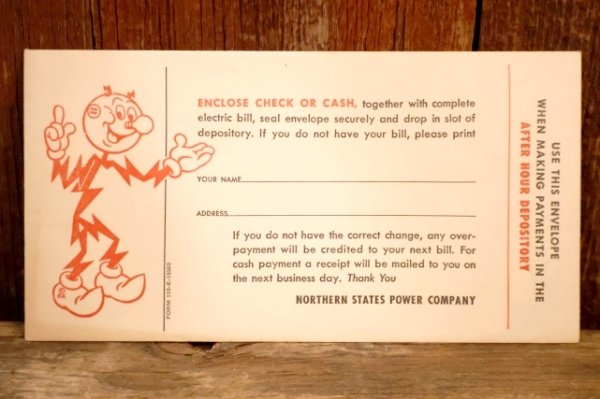 ENCLOSE CHECK OR CASH, together with complete
electric bill, seal envelope securely and drop in slot of
depository. If you do not have your bill, please print
YOUR NAME
ADDRESS
If you do not have the correct change, any over-
payment will be credited to your next bill. For
cash payment a receipt will be mailed to you on
the next business day. Thank You
NORTHERN STATES POWER COMPANY
USE THIS ENVELOPE
WHEN MAKING PAYMENTS IN THE
AFTER HOUR DEPOSITORY